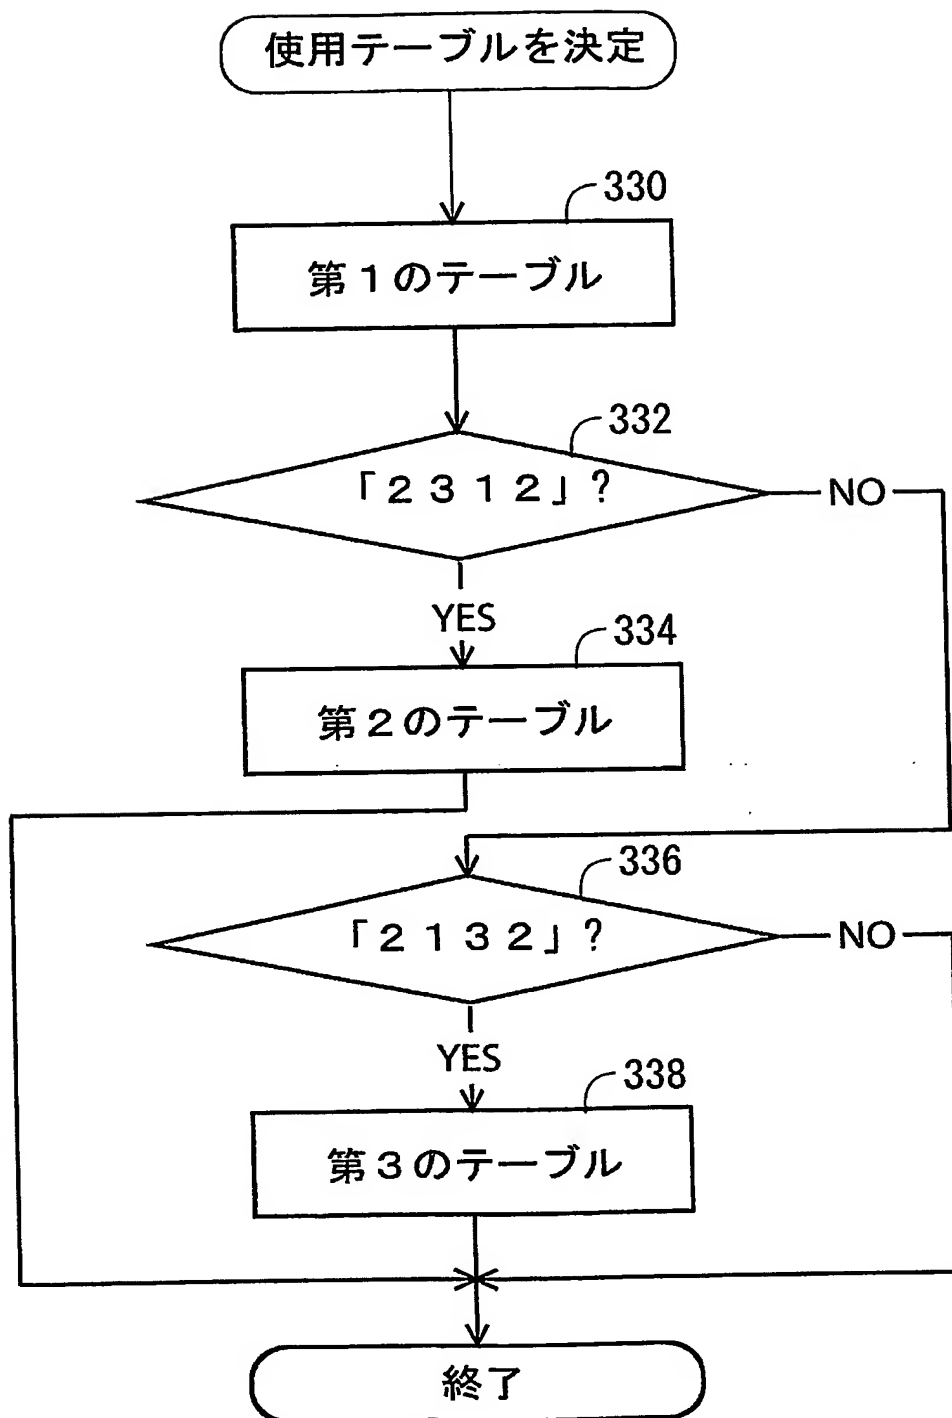 使用テーブルを決定
330
第1のテーブル
332
「2312」?
NO
YES
334
第2のテーブル
336
「2132」?
NO
YES
338
第3のテーブル
終了